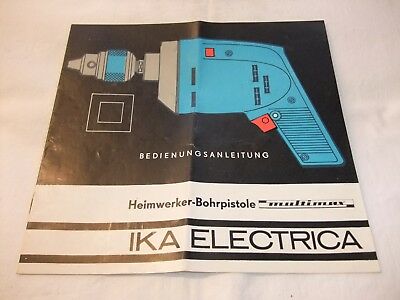 BEDIENUNGSANLEITUNG
Heimwerker-Bohrpistole multimax
IKA ELECTRICA